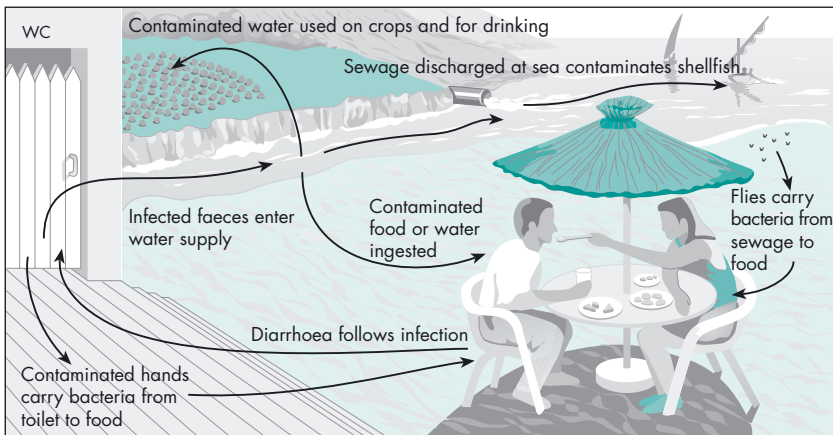 WC
Contaminated water used on crops and for drinking
Sewage discharged at sea contaminates shellfish
Infected faeces enter
water supply
Contaminated
food or water
ingested
Flies carry
bacteria from
sewage to
food
Diarrhoea follows infection
Contaminated hands
carry bacteria from
toilet to food